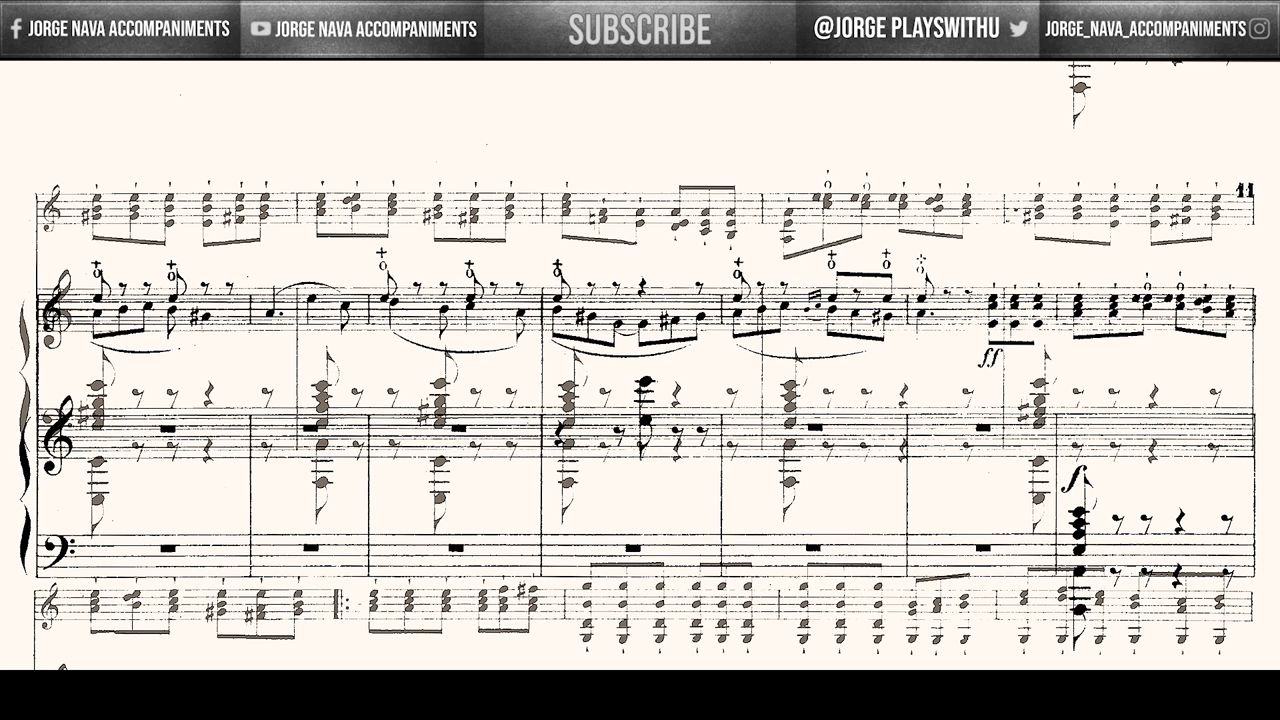 JORGE NAVA ACCOMPANIMENTS JORGE NAVA ACCOMPANIMENTS SUBSCRIBE @JORGE PLAYSWITHU JORGE_NAVA_ACCOMPANIMENTS
11
ff
f